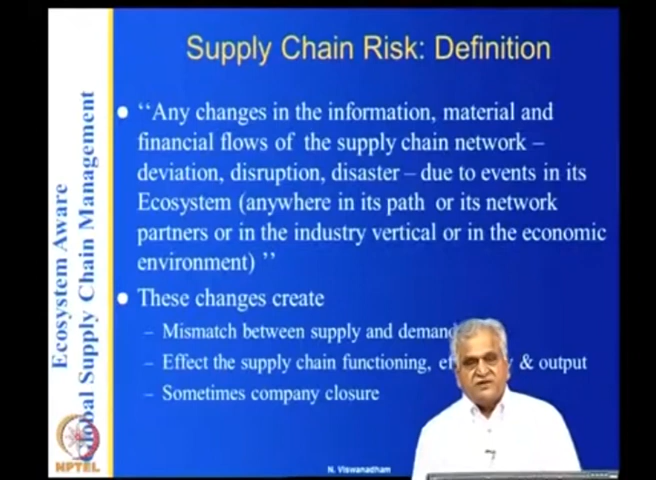 Supply Chain Risk: Definition
‘‘Any changes in the information, material and
financial flows of the supply chain network –
deviation, disruption, disaster – due to events in its
Ecosystem (anywhere in its path or its network
partners or in the industry vertical or in the economic
environment) ’’
These changes create
– Mismatch between supply and deman
– Effect the supply chain functioning, & output
– Sometimes company closure
Ecosystem Aware
Global Supply Chain Management
NPTEL
N. Viswanadham